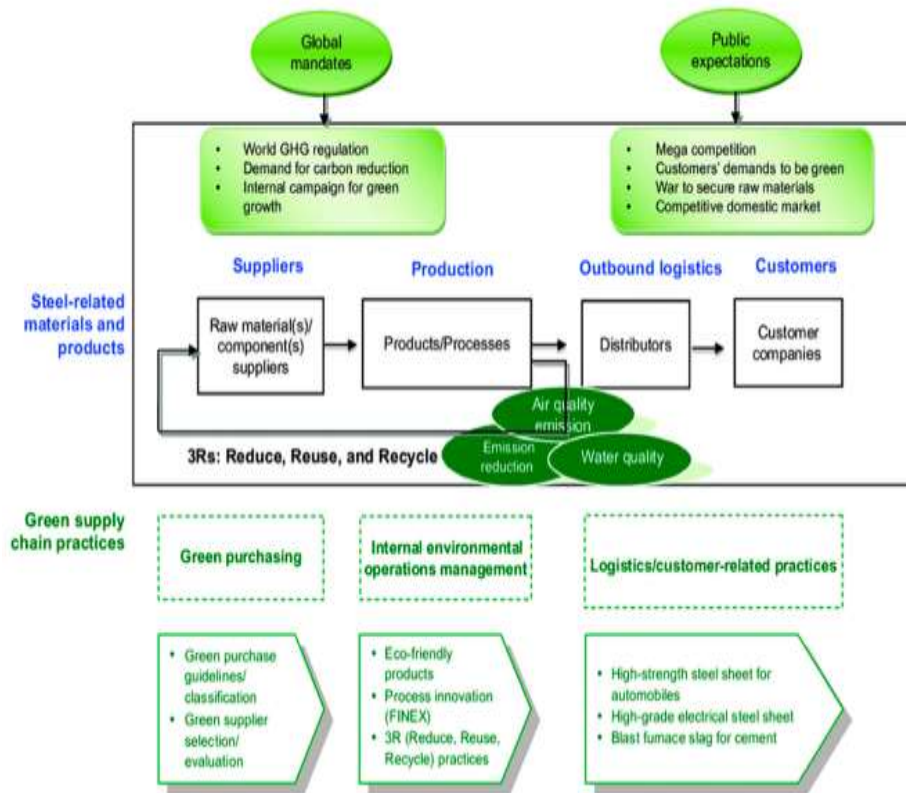 Global
mandates
Public
expectations
• World GHG regulation
• Demand for carbon reduction
• Internal campaign for green
growth
• Mega competition
• Customers' demands to be green
• War to secure raw materials
• Competitive domestic market
Suppliers
Production
Outbound logistics
Customers
Steel-related
materials and
products
Raw material(s)/
component(s)
suppliers
Products/Processes
Distributors
Customer
companies
Air quality
emission
Emission
reduction
Water quality
3Rs: Reduce, Reuse, and Recycle
Green supply
chain practices
Green purchasing
Internal environmental
operations management
Logistics/customer-related practices
• Green purchase
guidelines/
classification
• Green supplier
selection/
evaluation
• Eco-friendly
products
• Process innovation
(FINEX)
• 3R (Reduce, Reuse,
Recycle) practices
• High-strength steel sheet for
automobiles
• High-grade electrical steel sheet
• Blast furnace slag for cement